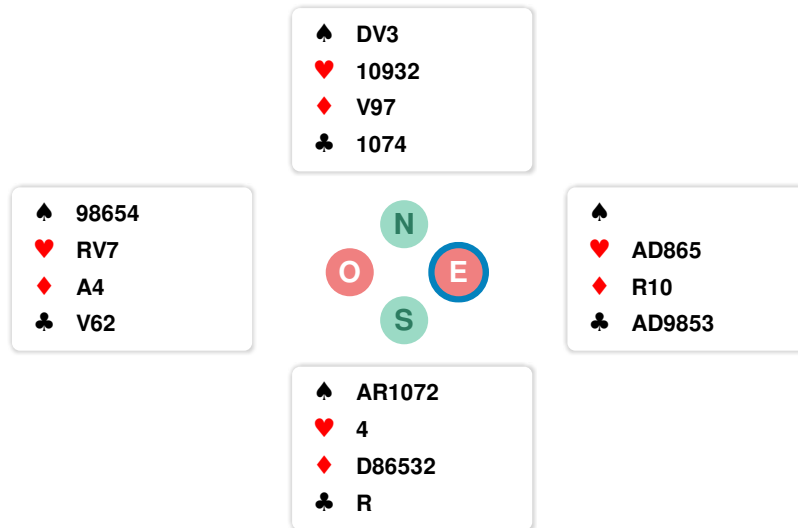 ♠ DV3
♥ 10932
♦ V97
♣ 1074
♠ 98654
♥ RV7
♦ A4
♣ V62
N
O E
S
♠
♥ AD865
♦ R10
♣ AD9853
♠ AR1072
♥ 4
♦ D86532
♣ R